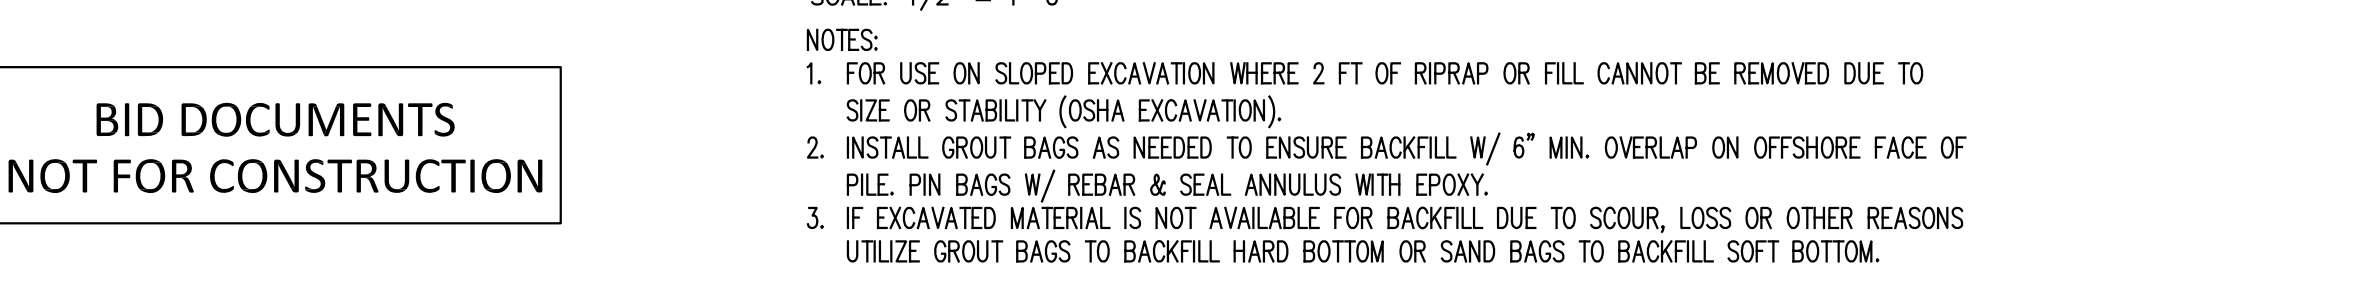 NOTES:
1. FOR USE ON SLOPED EXCAVATION WHERE 2 FT OF RIPRAP OR FILL CANNOT BE REMOVED DUE TO
SIZE OR STABILITY (OSHA EXCAVATION).
2. INSTALL GROUT BAGS AS NEEDED TO ENSURE BACKFILL W/ 6" MIN. OVERLAP ON OFFSHORE FACE OF
PILE. PIN BAGS W/ REBAR & SEAL ANNULUS WITH EPOXY.
3. IF EXCAVATED MATERIAL IS NOT AVAILABLE FOR BACKFILL DUE TO SCOUR, LOSS OR OTHER REASONS
UTILIZE GROUT BAGS TO BACKFILL HARD BOTTOM OR SAND BAGS TO BACKFILL SOFT BOTTOM.
BID DOCUMENTS
NOT FOR CONSTRUCTION